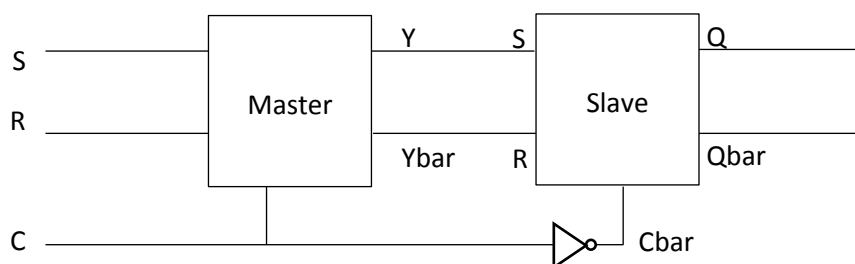 Y S Q
S
Master Slave
R
Ybar R Qbar
C Cbar